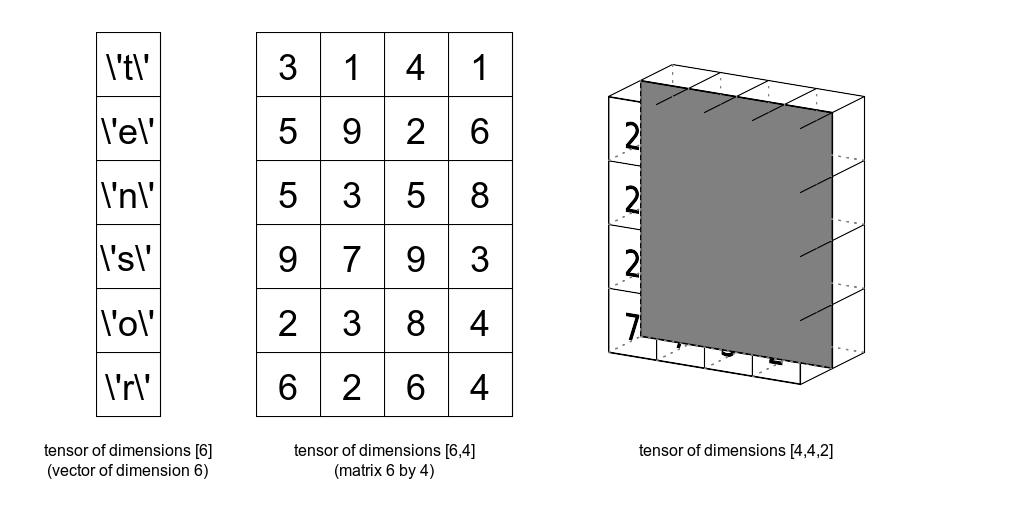 \'t\' 3 1 4 1
\'e\' 5 9 2 6 2
\'n\' 5 3 5 8 2
\'s\' 9 7 9 3 2
\'o\' 2 3 8 4 7
\'r\' 6 2 6 4
tensor of dimensions [6] tensor of dimensions [6,4] tensor of dimensions [4,4,2]
(vector of dimension 6) (matrix 6 by 4)